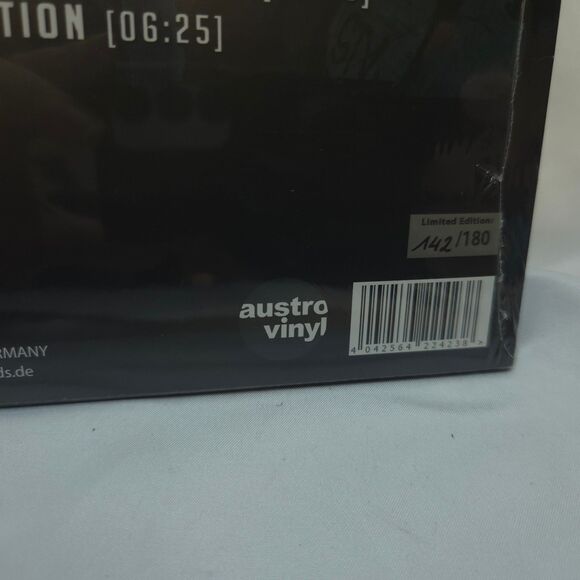 TION [06:25]
Limited Edition:
142/180
austro
vinyl
4 042564 224238 >
RMANY
ds.de